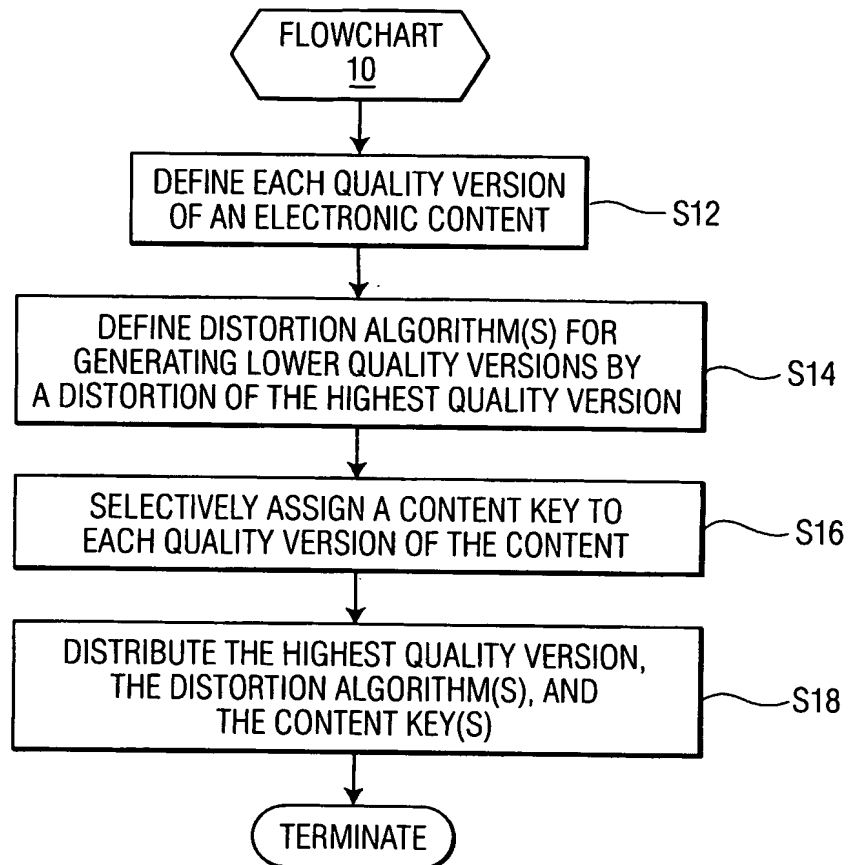 FLOWCHART
10
DEFINE EACH QUALITY VERSION
OF AN ELECTRONIC CONTENT
S12
DEFINE DISTORTION ALGORITHM(S) FOR
GENERATING LOWER QUALITY VERSIONS BY
A DISTORTION OF THE HIGHEST QUALITY VERSION
S14
SELECTIVELY ASSIGN A CONTENT KEY TO
EACH QUALITY VERSION OF THE CONTENT
S16
DISTRIBUTE THE HIGHEST QUALITY VERSION,
THE DISTORTION ALGORITHM(S), AND
THE CONTENT KEY(S)
S18
TERMINATE